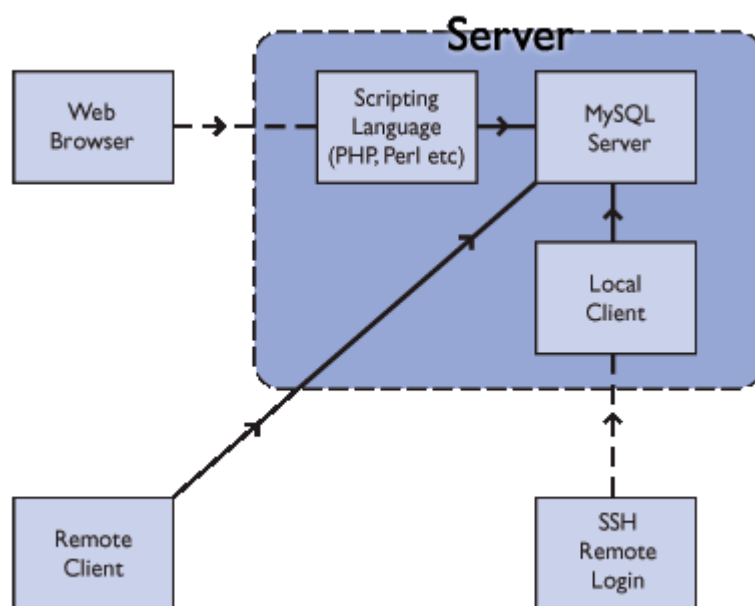 Server
Web
Browser
Scripting
Language
(PHP, Perl etc)
MySQL
Server
Local
Client
Remote
Client
SSH
Remote
Login